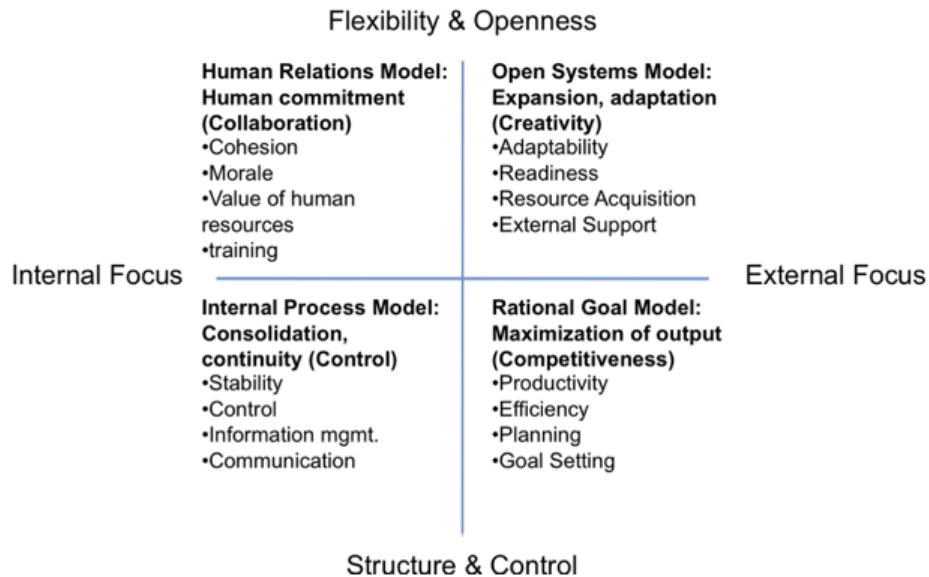 Flexibility & Openness
Human Relations Model:
Human commitment
(Collaboration)
•Cohesion
•Morale
•Value of human
resources
•training
Open Systems Model:
Expansion, adaptation
(Creativity)
•Adaptability
•Readiness
•Resource Acquisition
•External Support
Internal Focus
External Focus
Internal Process Model:
Consolidation,
continuity (Control)
•Stability
•Control
•Information mgmt.
•Communication
Rational Goal Model:
Maximization of output
(Competitiveness)
•Productivity
•Efficiency
•Planning
•Goal Setting
Structure & Control